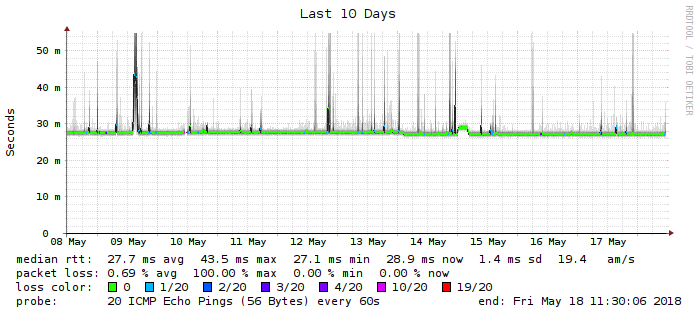 Last 10 Days
RRDTOOL / TOBI OETIKER
Seconds
50 m
40 m
30 m
20 m
10 m
0
08 May 09 May 10 May 11 May 12 May 13 May 14 May 15 May 16 May 17 May
median rtt: 27.7 ms avg 43.5 ms max 27.1 ms min 28.9 ms now 1.4 ms sd 19.4 am/s
packet loss: 0.69 % avg 100.00 % max 0.00 % min 0.00 % now
loss color: 0 1/20 2/20 3/20 4/20 10/20 19/20
probe: 20 ICMP Echo Pings (56 Bytes) every 60s end: Fri May 18 11:30:06 2018